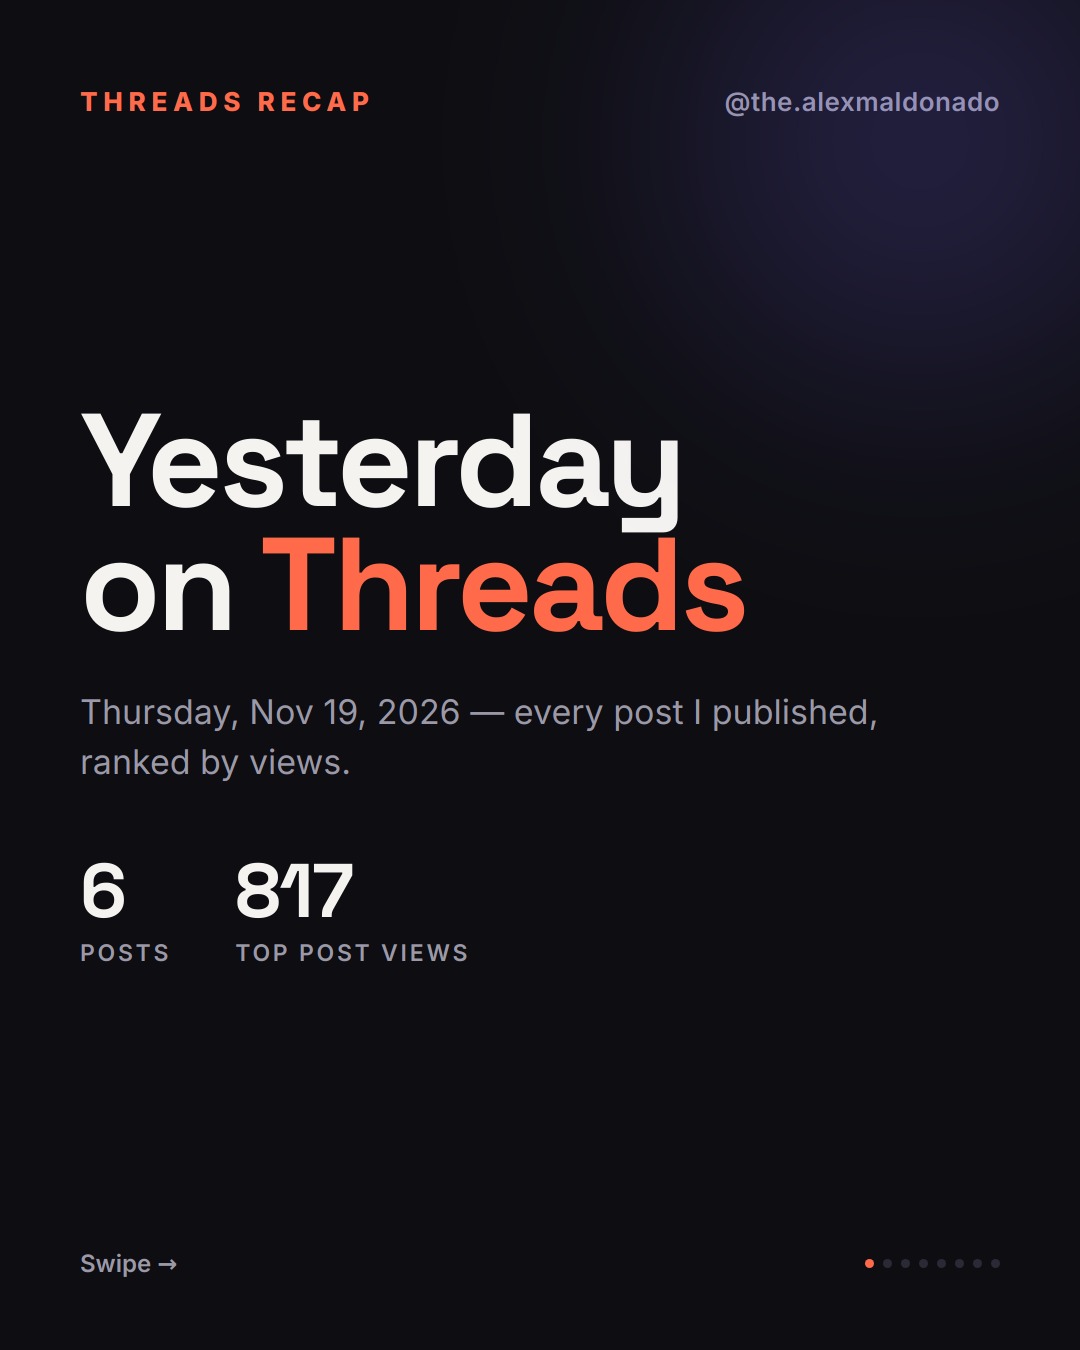 THREADS RECAP
@the.alexmaldonado
Yesterday
on Threads
Thursday, Nov 19, 2026 — every post I published,
ranked by views.
6
POSTS
817
TOP POST VIEWS
Swipe →